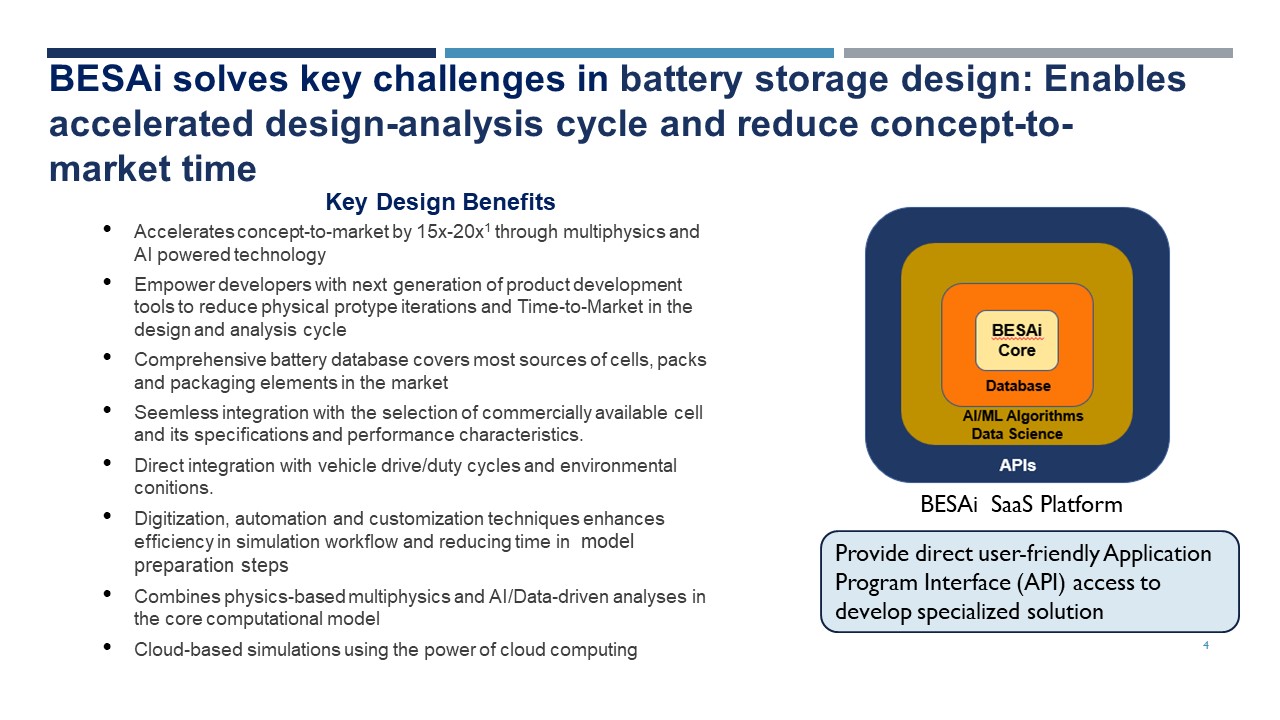 BESAi solves key challenges in battery storage design: Enables
accelerated design-analysis cycle and reduce concept-to-
market time
Key Design Benefits
• Accelerates concept-to-market by 15x-20x¹ through multiphysics and
AI powered technology
• Empower developers with next generation of product development
tools to reduce physical protype iterations and Time-to-Market in the
design and analysis cycle
• Comprehensive battery database covers most sources of cells, packs
and packaging elements in the market
• Seemless integration with the selection of commercially available cell
and its specifications and performance characteristics.
• Direct integration with vehicle drive/duty cycles and environmental
conitions.
• Digitization, automation and customization techniques enhances
efficiency in simulation workflow and reducing time in model
preparation steps
• Combines physics-based multiphysics and AI/Data-driven analyses in
the core computational model
• Cloud-based simulations using the power of cloud computing
BESAi
Core
Database
AI/ML Algorithms
Data Science
APIs
BESAi SaaS Platform
Provide direct user-friendly Application
Program Interface (API) access to
develop specialized solution
4